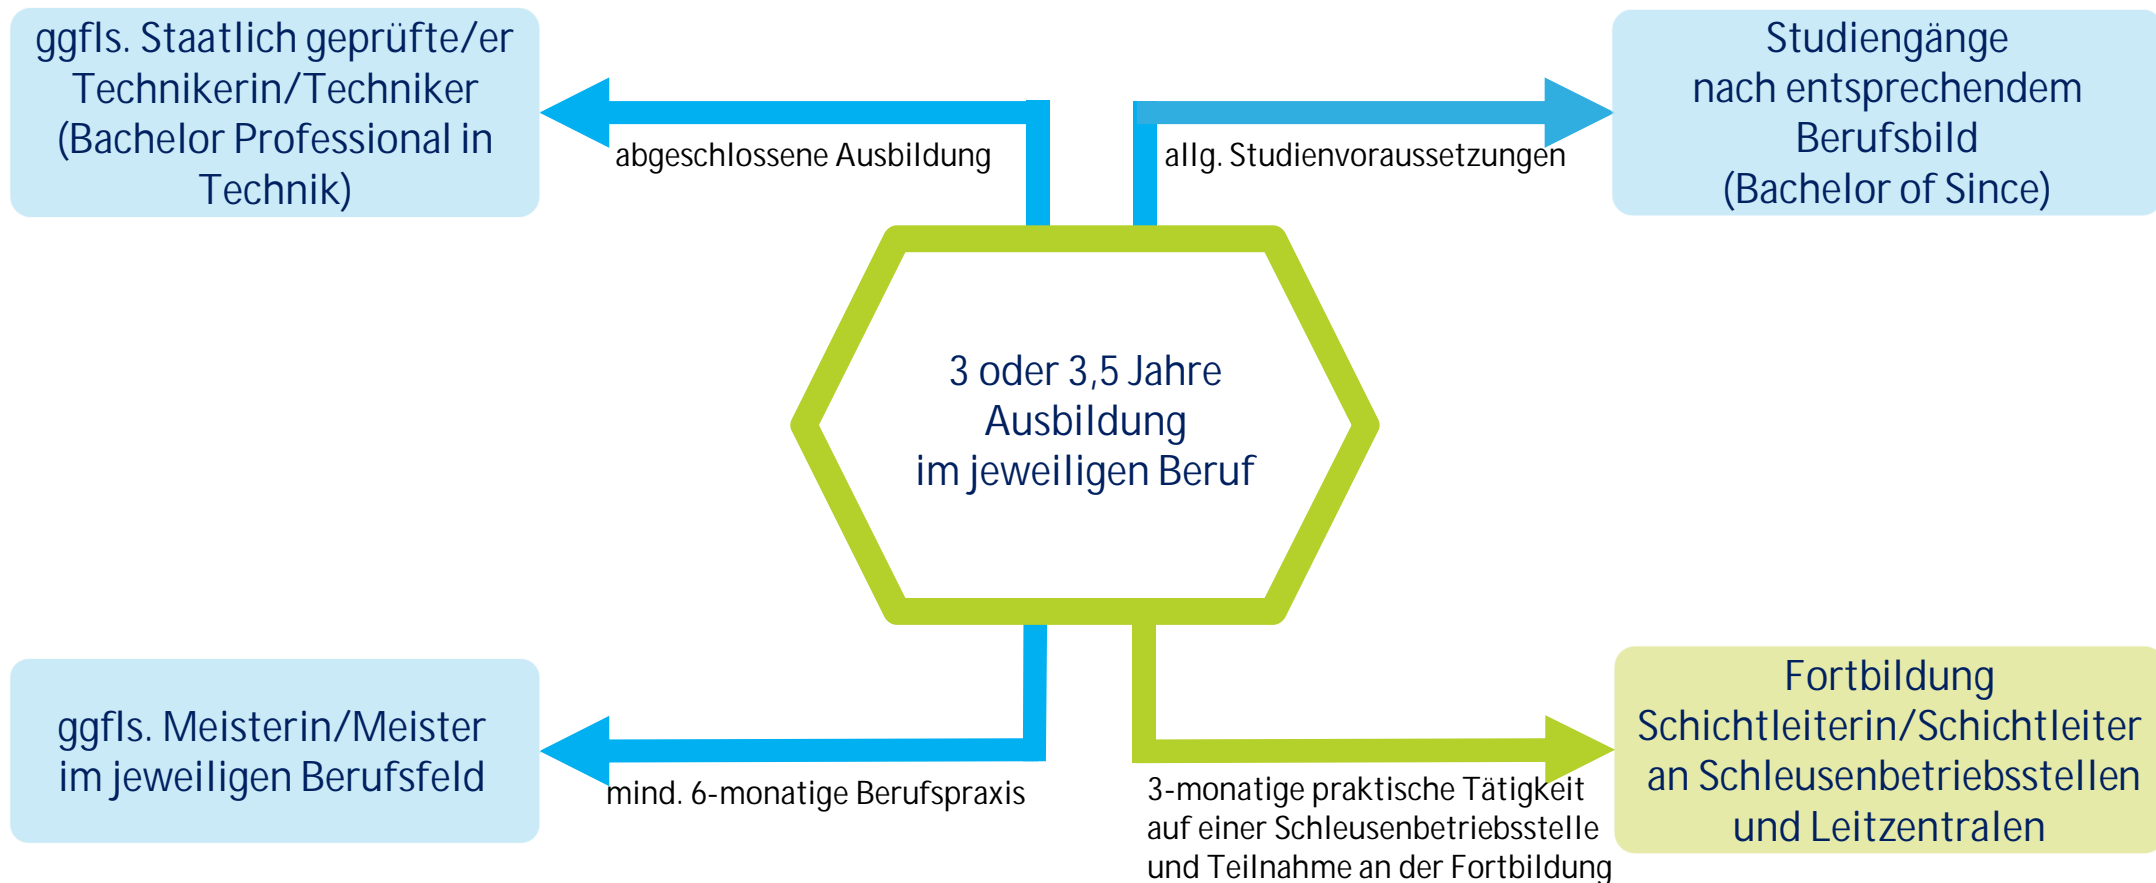 ggfls. Staatlich geprüfte/er
Technikerin/Techniker
(Bachelor Professional in
Technik)
abgeschlossene Ausbildung
allg. Studienvoraussetzungen
Studiengänge
nach entsprechendem
Berufsbild
(Bachelor of Since)
3 oder 3,5 Jahre
Ausbildung
im jeweiligen Beruf
ggfls. Meisterin/Meister
im jeweiligen Berufsfeld
mind. 6-monatige Berufspraxis
3-monatige praktische Tätigkeit
auf einer Schleusenbetriebsstelle
und Teilnahme an der Fortbildung
Fortbildung
Schichtleiterin/Schichtleiter
an Schleusenbetriebsstellen
und Leitzentralen